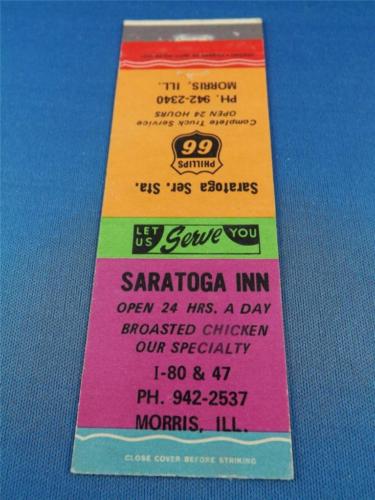 MORRIS, ILL.
PH. 942-2340
OPEN 24 HOURS
Complete Truck Service
PHILLIPS
66
Saratoga Ser. Sta.
LET US Serve YOU
SARATOGA INN
OPEN 24 HRS. A DAY
BROASTED CHICKEN
OUR SPECIALTY
I-80 & 47
PH. 942-2537
MORRIS, ILL.
CLOSE COVER BEFORE STRIKING